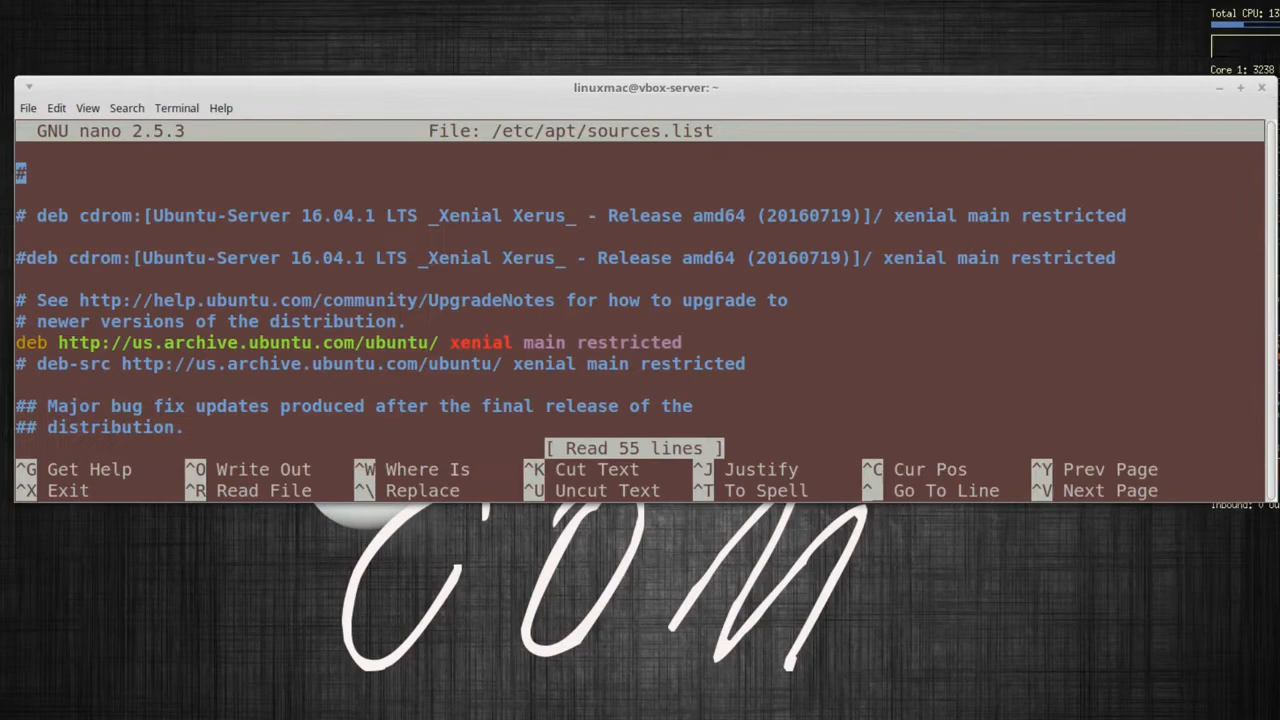 Total CPU: 13
Core 1: 3238
linuxmac@vbox-server: ~
File Edit View Search Terminal Help
GNU nano 2.5.3 File: /etc/apt/sources.list
#
# deb cdrom:[Ubuntu-Server 16.04.1 LTS _Xenial Xerus_ - Release amd64 (20160719)]/ xenial main restricted
#deb cdrom:[Ubuntu-Server 16.04.1 LTS _Xenial Xerus_ - Release amd64 (20160719)]/ xenial main restricted
# See http://help.ubuntu.com/community/UpgradeNotes for how to upgrade to
# newer versions of the distribution.
deb http://us.archive.ubuntu.com/ubuntu/ xenial main restricted
# deb-src http://us.archive.ubuntu.com/ubuntu/ xenial main restricted
## Major bug fix updates produced after the final release of the
## distribution.
[ Read 55 lines ]
^G Get Help ^O Write Out ^W Where Is ^K Cut Text ^J Justify ^C Cur Pos ^Y Prev Page
^X Exit ^R Read File ^\ Replace ^U Uncut Text ^T To Spell ^_ Go To Line ^V Next Page
com